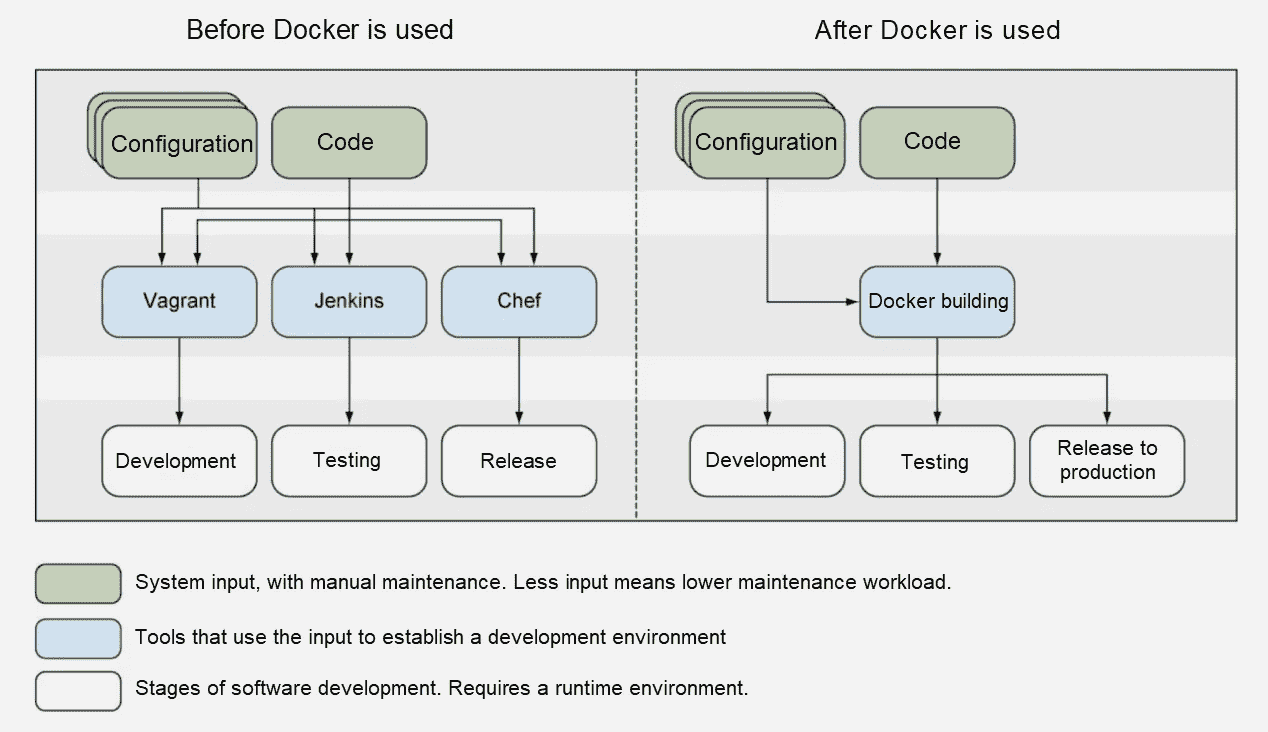 Before Docker is used
After Docker is used
Configuration
Code
Configuration
Code
Vagrant
Jenkins
Chef
Docker building
Development
Testing
Release
Development
Testing
Release to
production
System input, with manual maintenance. Less input means lower maintenance workload.
Tools that use the input to establish a development environment
Stages of software development. Requires a runtime environment.